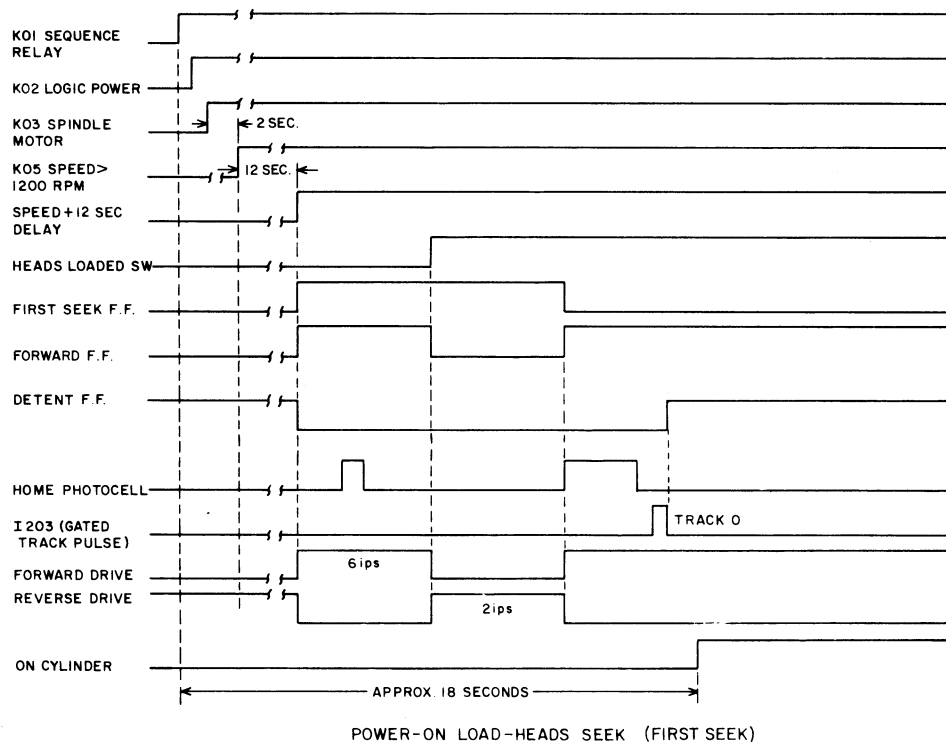 K01 SEQUENCE
RELAY
K02 LOGIC POWER
K03 SPINDLE
MOTOR
2 SEC.
K05 SPEED>
1200 RPM
12 SEC.
SPEED+12 SEC
DELAY
HEADS LOADED SW
FIRST SEEK F.F.
FORWARD F.F.
DETENT F.F.
HOME PHOTOCELL
I203 (GATED
TRACK PULSE)
TRACK 0
FORWARD DRIVE
6ips
REVERSE DRIVE
2ips
ON CYLINDER
APPROX. 18 SECONDS
POWER-ON LOAD-HEADS SEEK (FIRST SEEK)